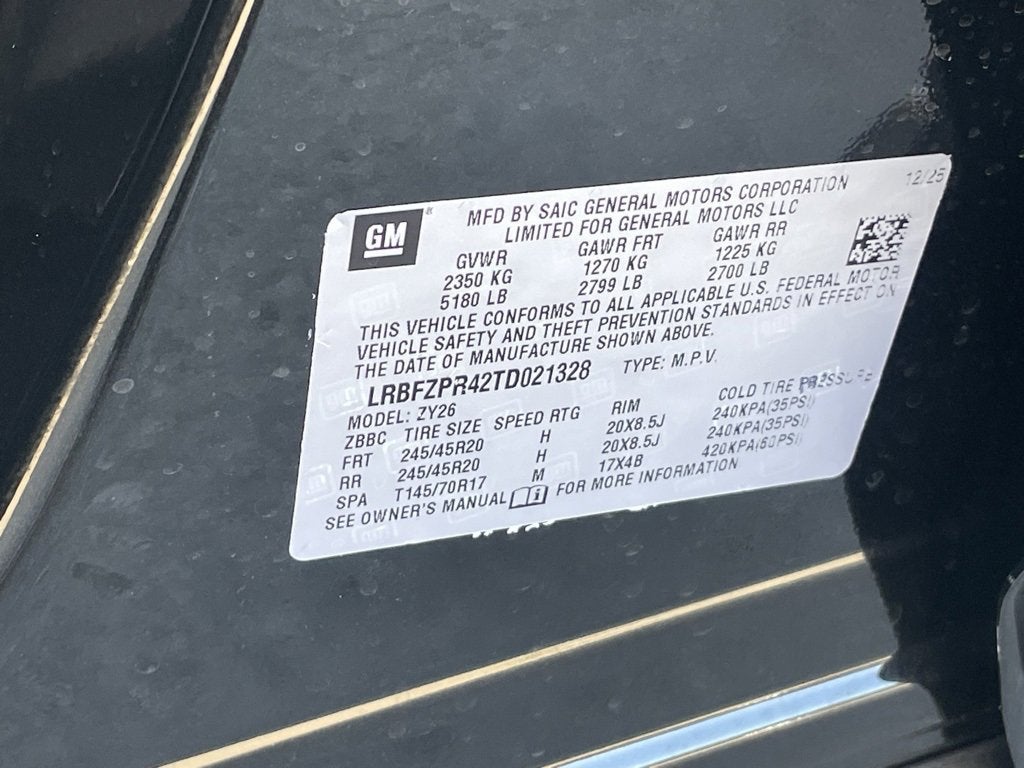 GM
12/25
MFD BY SAIC GENERAL MOTORS CORPORATION
LIMITED FOR GENERAL MOTORS LLC
GVWR GAWR FRT GAWR RR
2350 KG 1270 KG 1225 KG
5180 LB 2799 LB 2700 LB
THIS VEHICLE CONFORMS TO ALL APPLICABLE U.S. FEDERAL MOTOR
VEHICLE SAFETY AND THEFT PREVENTION STANDARDS IN EFFECT ON
THE DATE OF MANUFACTURE SHOWN ABOVE.
LRBFZPR42TD021328 TYPE: M.P.V.
MODEL: ZY26
ZBBC TIRE SIZE SPEED RTG RIM COLD TIRE PRESSURE
FRT 245/45R20 H 20X8.5J 240KPA(35PSI)
RR 245/45R20 H 20X8.5J 240KPA(35PSI)
SPA T145/70R17 M 17X4B 420KPA(60PSI)
SEE OWNER'S MANUAL FOR MORE INFORMATION